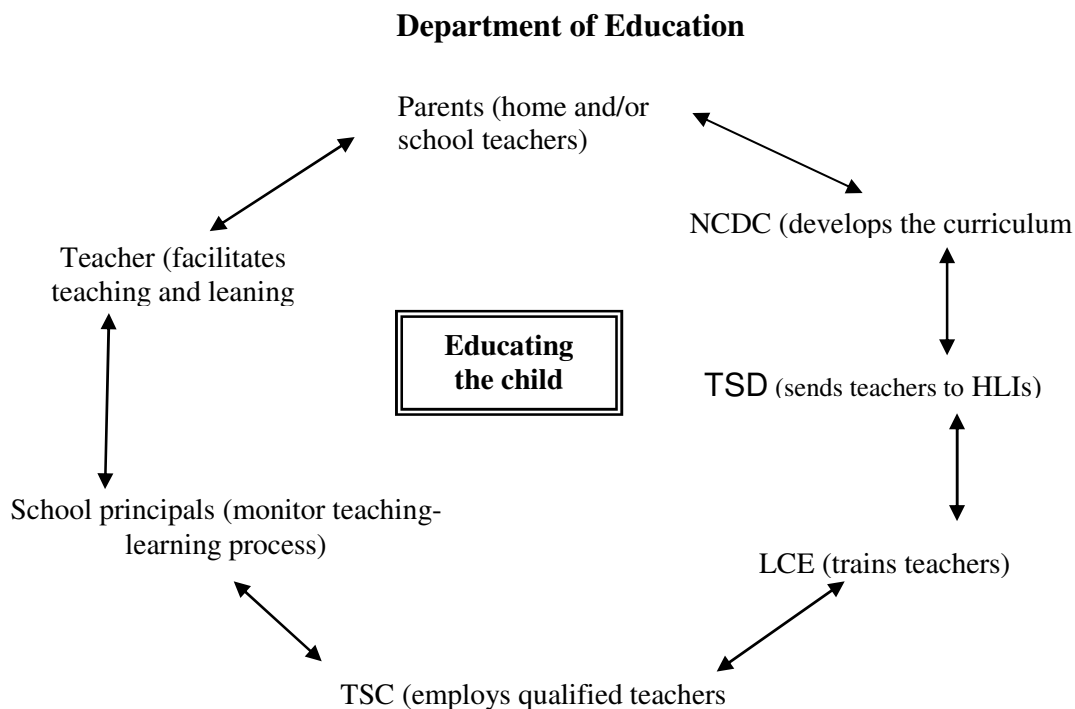 Department of Education
Parents (home and/or
school teachers)
NCDC (develops the curriculum
Teacher (facilitates
teaching and leaning
Educating
the child
TSD (sends teachers to HLIs)
School principals (monitor teaching-
learning process)
LCE (trains teachers)
TSC (employs qualified teachers